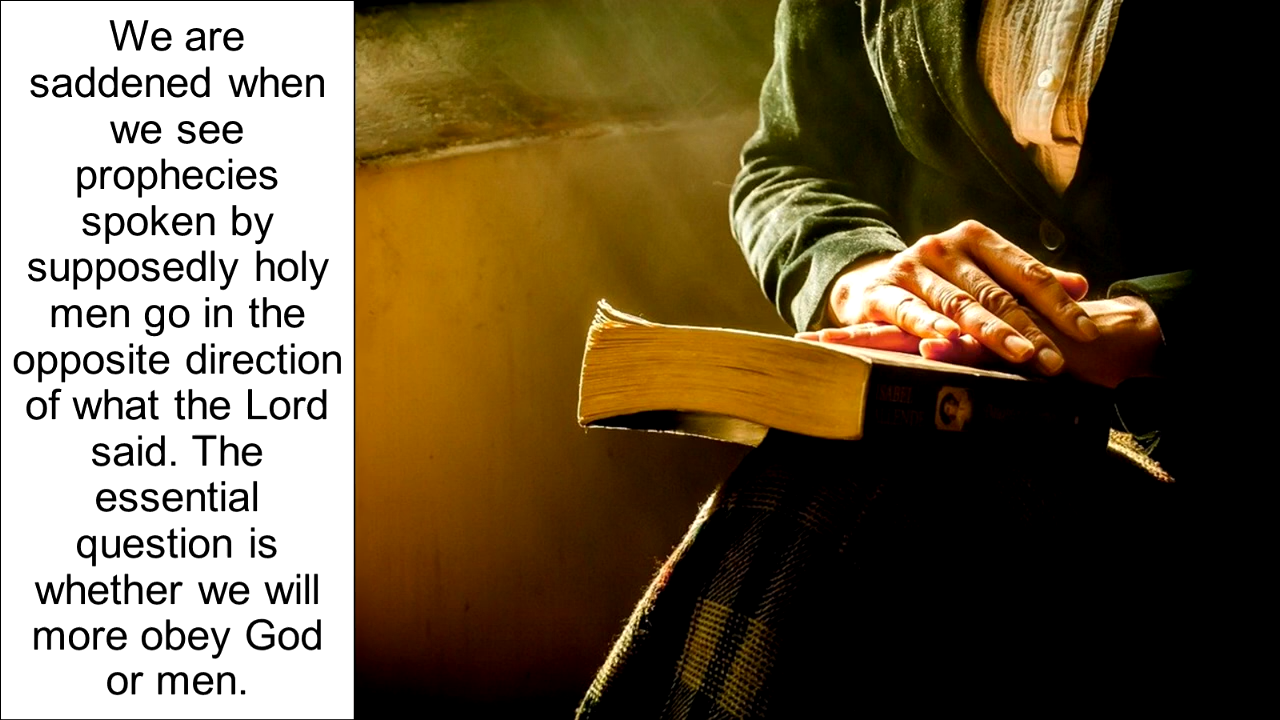 We are
saddened when
we see
prophecies
spoken by
supposedly holy
men go in the
opposite direction
of what the Lord
said. The
essential
question is
whether we will
more obey God
or men.